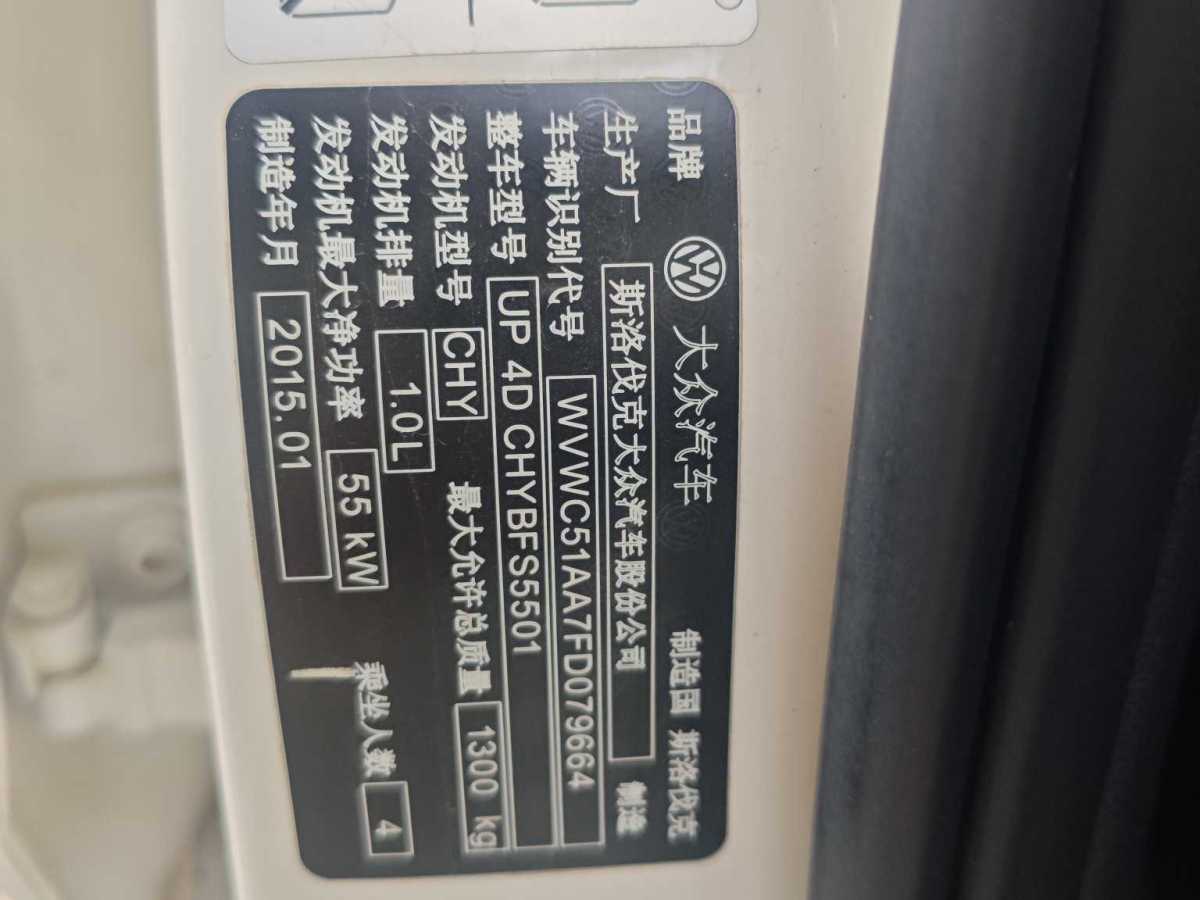 品牌 大众汽车 制造国 斯洛伐克
生产厂 斯洛伐克大众汽车股份公司 制造
车辆识别代号 WVWC51AA7FD079664
整车型号 UP 4D CHYBFS5501
发动机型号 CHY 最大允许总质量 1300 kg
发动机排量 1.0L
发动机最大净功率 55 kW 乘坐人数 4
制造年月 2015.01